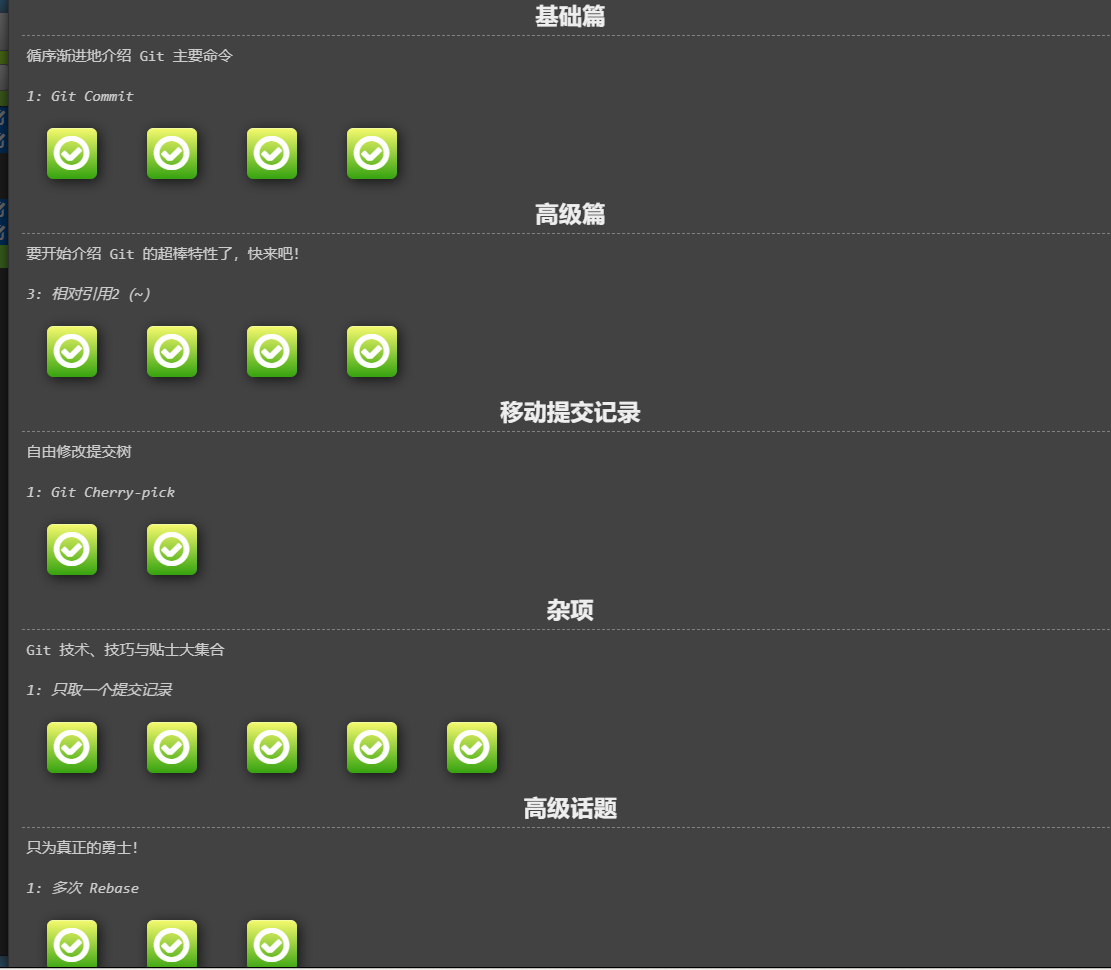 基础篇
循序渐进地介绍 Git 主要命令
1: Git Commit
高级篇
要开始介绍 Git 的超棒特性了，快来吧！
3: 相对引用2（~）
移动提交记录
自由修改提交树
1: Git Cherry-pick
杂项
Git 技术、技巧与贴士大集合
1: 只取一个提交记录
高级话题
只为真正的勇士！
1: 多次 Rebase